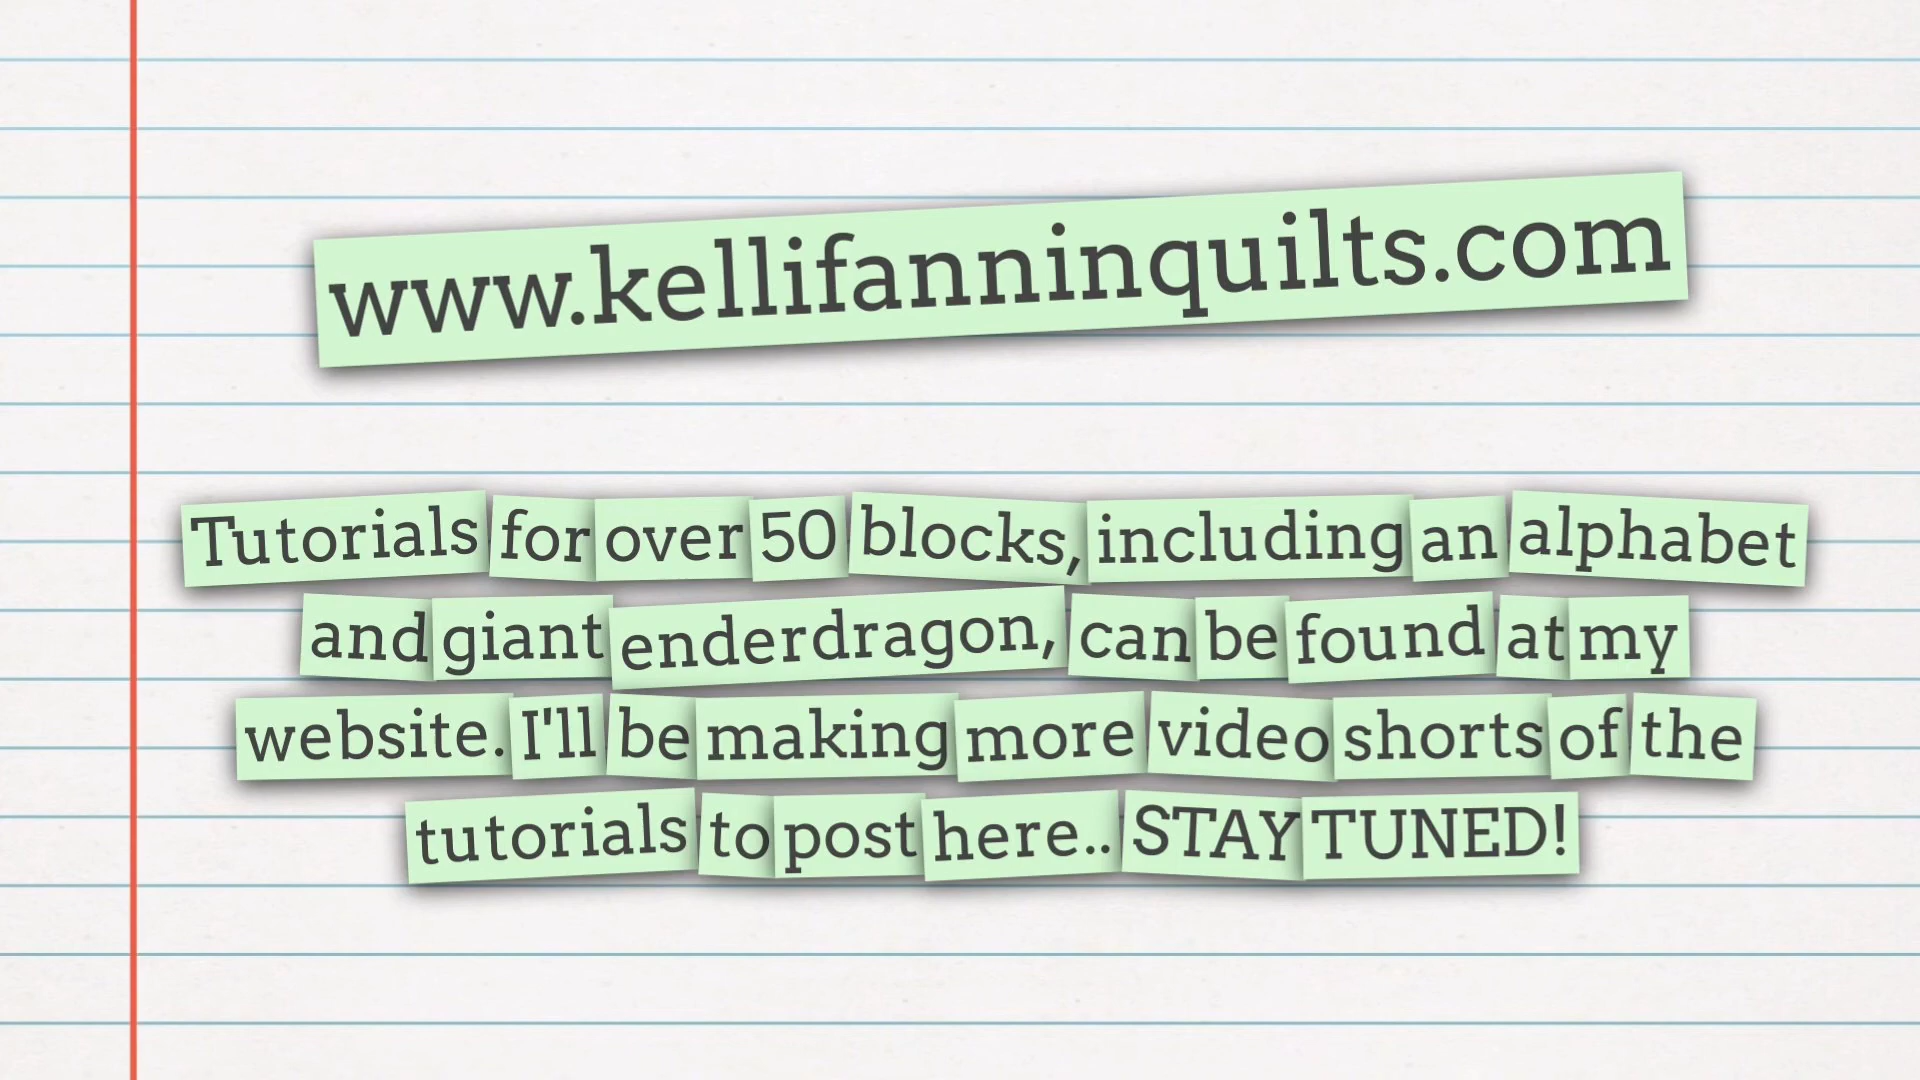 www.kellifanninquilts.com
Tutorials for over 50 blocks, including an alphabet
and giant enderdragon, can be found at my
website. I'll be making more video shorts of the
tutorials to post here.. STAY TUNED!